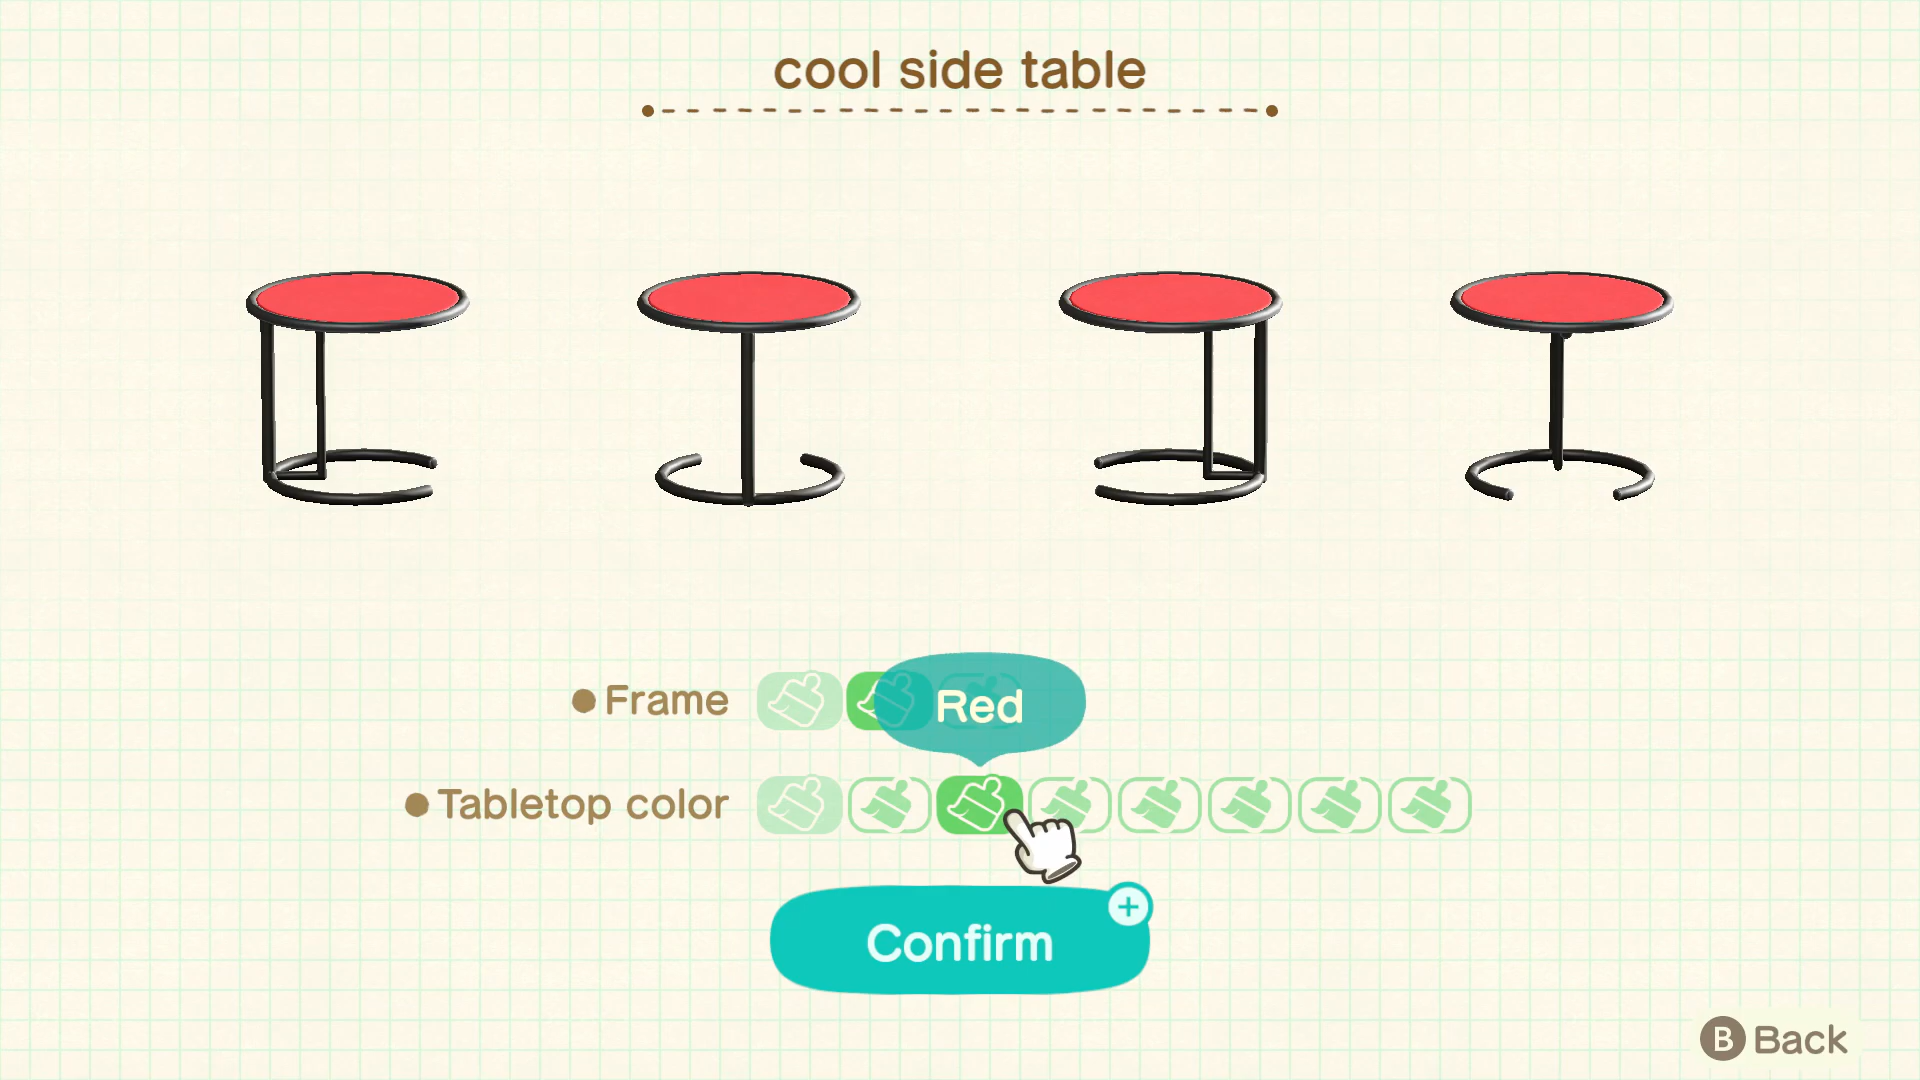 cool side table
Frame
Red
Tabletop color
Confirm
B Back